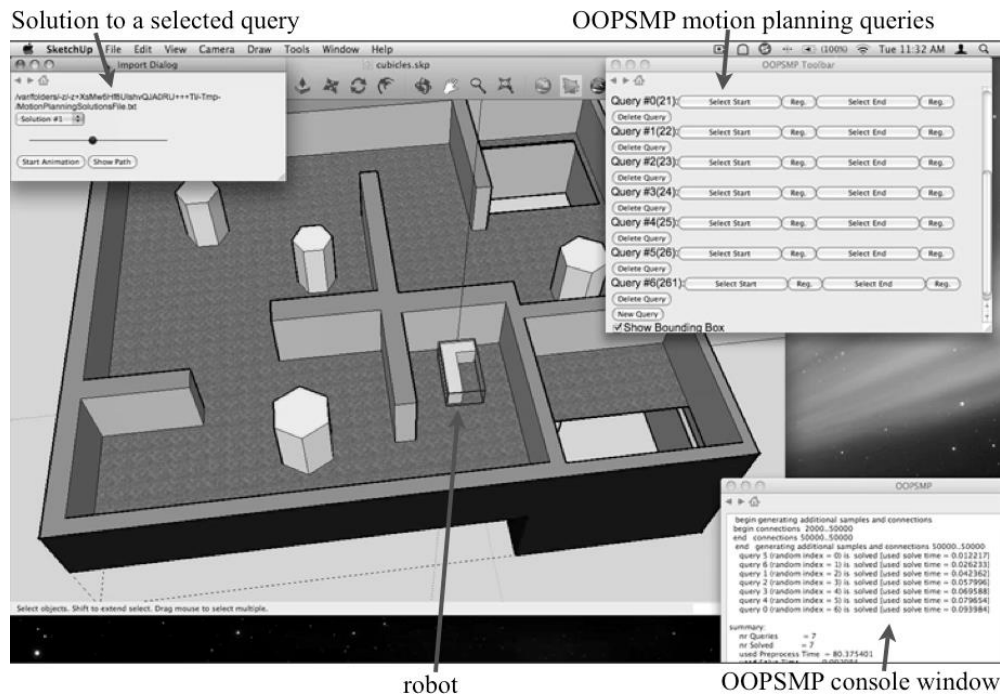 Solution to a selected query
OOPSMP motion planning queries
SketchUp File Edit View Camera Draw Tools Window Help
(100%) Tue 11:32 AM
Import Dialog
cubicles.skp
OOPSMP Toolbar
/MotionPlanningSolutionsFile.txt
Solution #1
Start Animation Show Path
Query #0(21): Select Start Reg. Select End Reg.
Delete Query
Query #1(22): Select Start Reg. Select End Reg.
Delete Query
Query #2(23): Select Start Reg. Select End Reg.
Delete Query
Query #3(24): Select Start Reg. Select End Reg.
Delete Query
Query #4(25): Select Start Reg. Select End Reg.
Delete Query
Query #5(26): Select Start Reg. Select End Reg.
Delete Query
Query #6(261): Select Start Reg. Select End Reg.
Delete Query
New Query
Show Bounding Box
OOPSMP
begin generating additional samples and connections
begin connections 2000..50000
end connections 50000..50000
end generating additional samples and connections 50000..50000
query 5 (random index = 0) is solved [used solve time = 0.012217]
query 6 (random index = 1) is solved [used solve time = 0.026233]
query 1 (random index = 2) is solved [used solve time = 0.042362]
query 2 (random index = 3) is solved [used solve time = 0.057996]
query 3 (random index = 4) is solved [used solve time = 0.069588]
query 4 (random index = 5) is solved [used solve time = 0.079654]
query 0 (random index = 6) is solved [used solve time = 0.093984]
summary:
nr Queries = 7
nr Solved = 7
used Preprocess Time = 80.375401
Select objects. Shift to extend select. Drag mouse to select multiple.
robot
OOPSMP console window